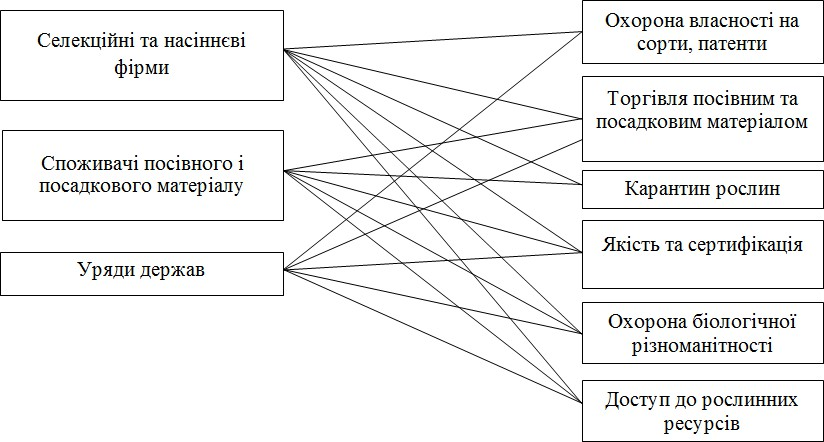 Селекційні та насіннєві
фірми
Споживачі посівного і
посадкового матеріалу
Уряди держав
Охорона власності на
сорти, патенти
Торгівля посівним та
посадковим матеріалом
Карантин рослин
Якість та сертифікація
Охорона біологічної
різноманітності
Доступ до рослинних
ресурсів